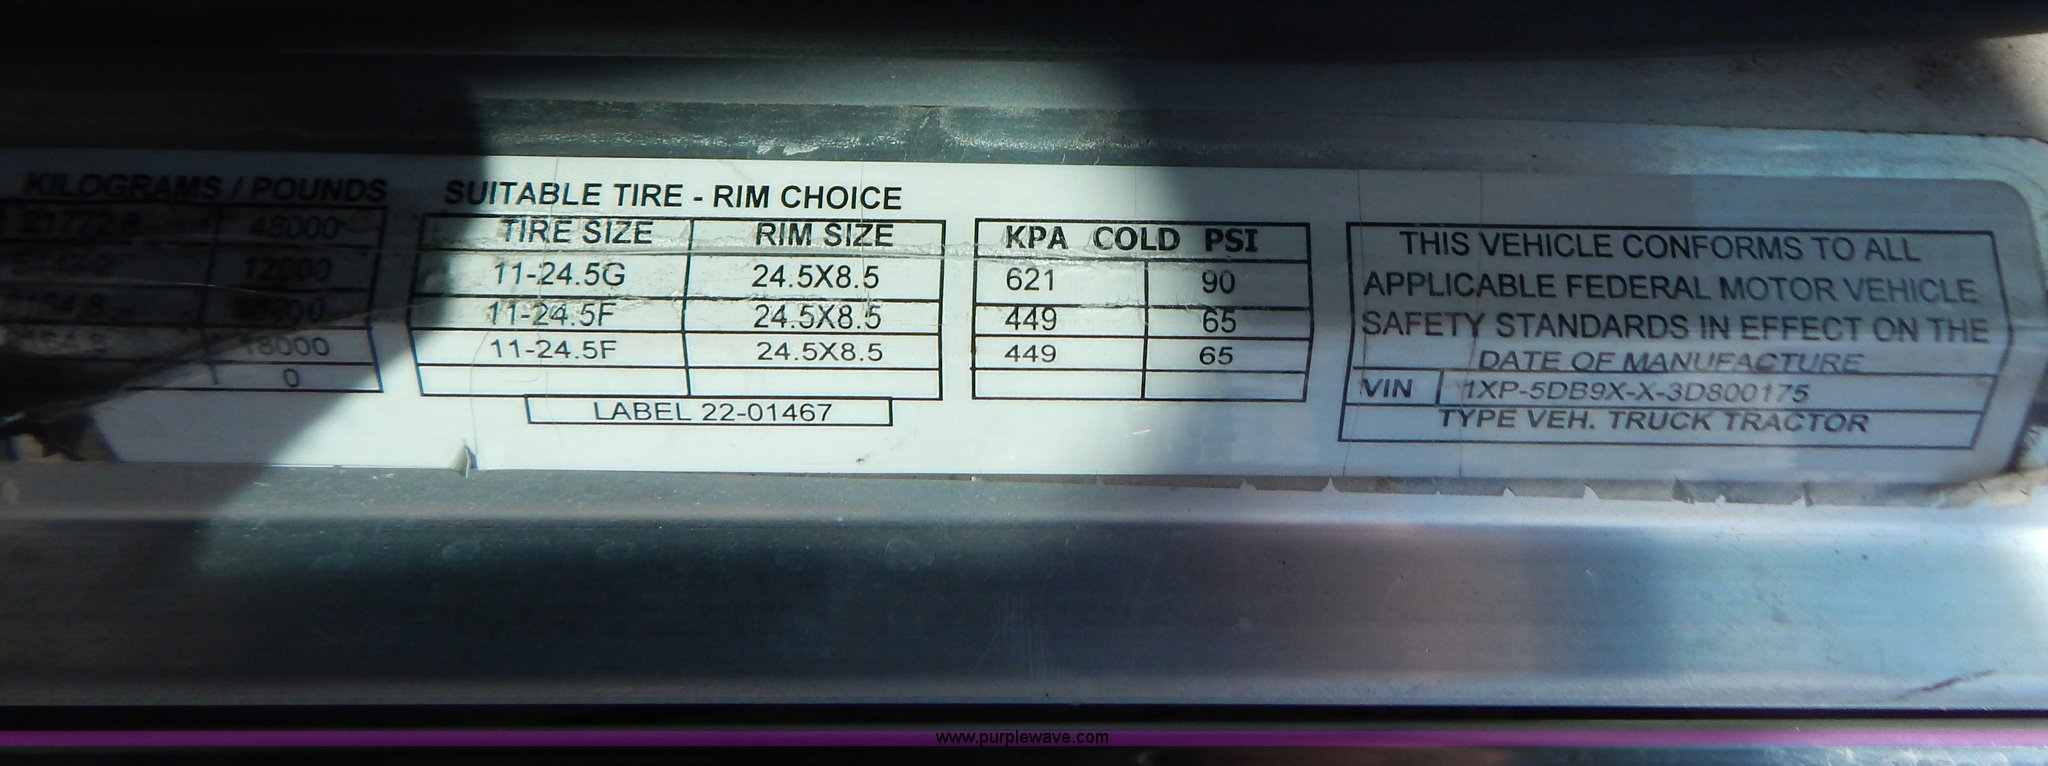 KILOGRAMS / POUNDS
48000
12000
18000
0
SUITABLE TIRE - RIM CHOICE
TIRE SIZE RIM SIZE
11-24.5G 24.5X8.5
11-24.5F 24.5X8.5
11-24.5F 24.5X8.5
LABEL 22-01467
KPA COLD PSI
621 90
449 65
449 65
THIS VEHICLE CONFORMS TO ALL
APPLICABLE FEDERAL MOTOR VEHICLE
SAFETY STANDARDS IN EFFECT ON THE
DATE OF MANUFACTURE
VIN 1XP-5DB9X-X-3D800175
TYPE VEH. TRUCK TRACTOR
www.purplewave.com